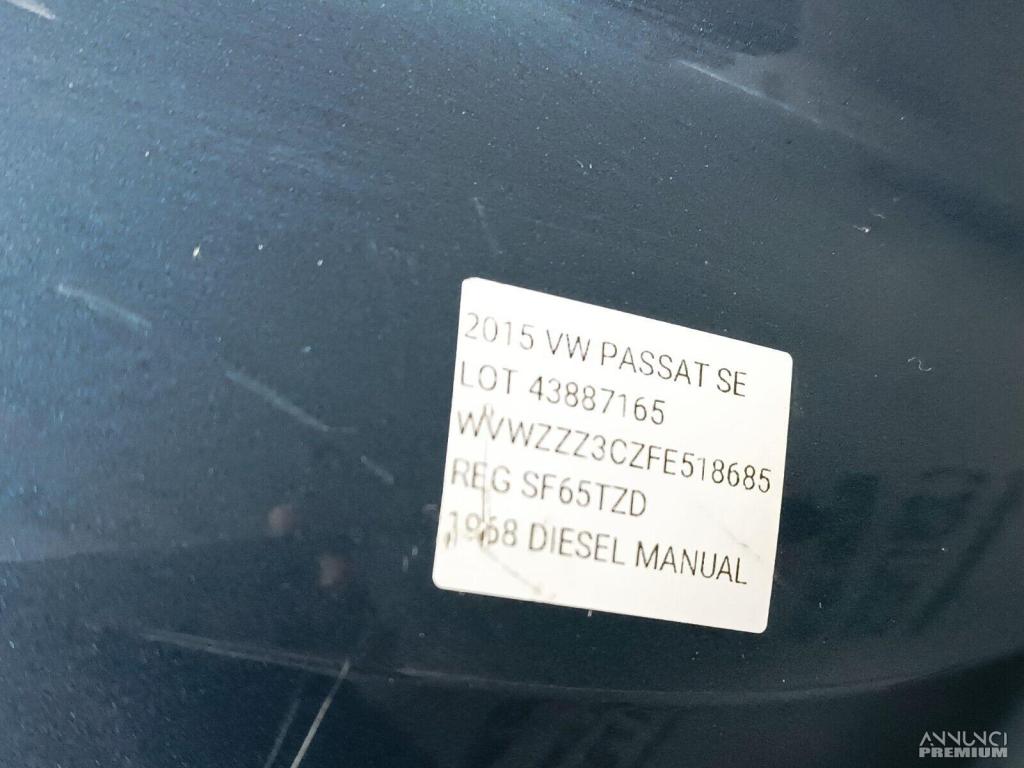 2015 VW PASSAT SE
LOT 43887165
WVWZZZ3CZFE518685
REG SF65TZD
1968 DIESEL MANUAL
ANNUNCI
PREMIUM